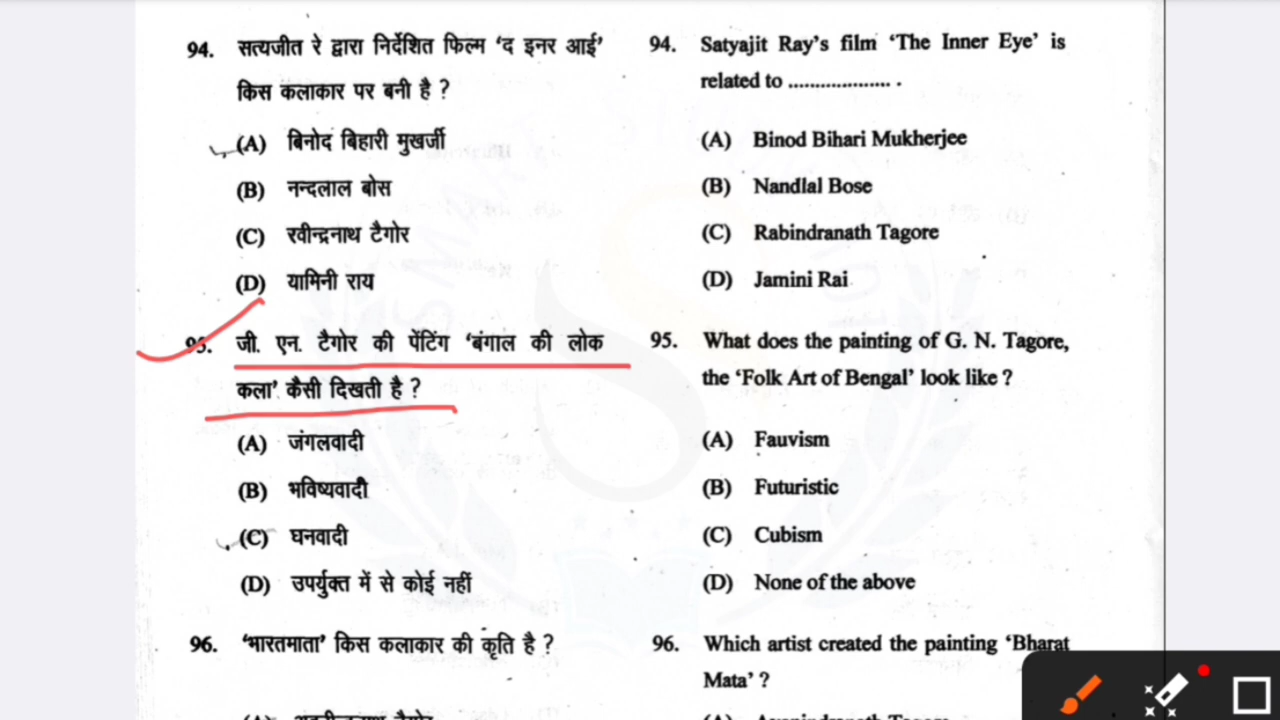 94. सत्यजीत रे द्वारा निर्देशित फिल्म 'द इनर आई'
किस कलाकार पर बनी है ?
(A) बिनोद बिहारी मुखर्जी
(B) नन्दलाल बोस
(C) रवीन्द्रनाथ टैगोर
(D) यामिनी राय
95. जी. एन. टैगोर की पेंटिंग 'बंगाल की लोक
कला' कैसी दिखती है ?
(A) जंगलवादी
(B) भविष्यवादी
(C) घनवादी
(D) उपर्युक्त में से कोई नहीं
96. 'भारतमाता' किस कलाकार की कृति है ?
94. Satyajit Ray's film 'The Inner Eye' is
related to .................... .
(A) Binod Bihari Mukherjee
(B) Nandlal Bose
(C) Rabindranath Tagore
(D) Jamini Rai
95. What does the painting of G. N. Tagore,
the 'Folk Art of Bengal' look like ?
(A) Fauvism
(B) Futuristic
(C) Cubism
(D) None of the above
96. Which artist created the painting 'Bharat
Mata' ?